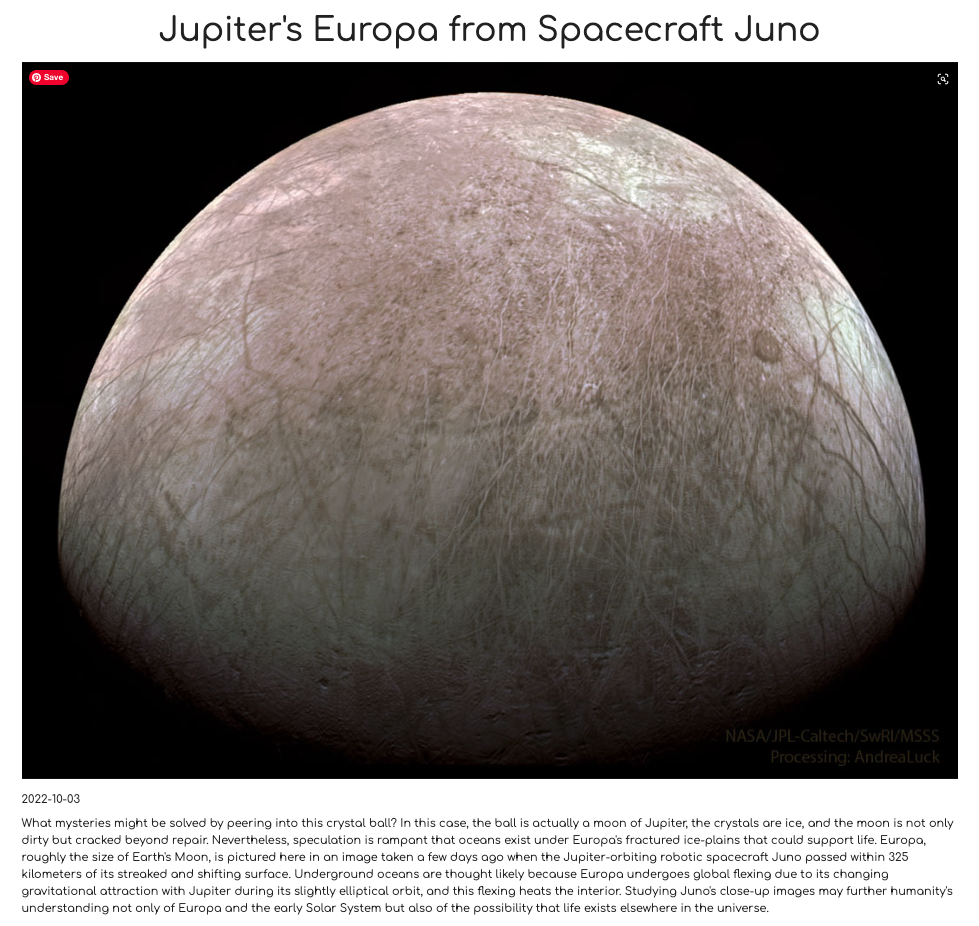 Jupiter's Europa from Spacecraft Juno
Save
NASA/JPL-Caltech/SwRI/MSSS
Processing: AndreaLuck
2022-10-03
What mysteries might be solved by peering into this crystal ball? In this case, the ball is actually a moon of Jupiter, the crystals are ice, and the moon is not only
dirty but cracked beyond repair. Nevertheless, speculation is rampant that oceans exist under Europa's fractured ice-plains that could support life. Europa,
roughly the size of Earth's Moon, is pictured here in an image taken a few days ago when the Jupiter-orbiting robotic spacecraft Juno passed within 325
kilometers of its streaked and shifting surface. Underground oceans are thought likely because Europa undergoes global flexing due to its changing
gravitational attraction with Jupiter during its slightly elliptical orbit, and this flexing heats the interior. Studying Juno's close-up images may further humanity's
understanding not only of Europa and the early Solar System but also of the possibility that life exists elsewhere in the universe.